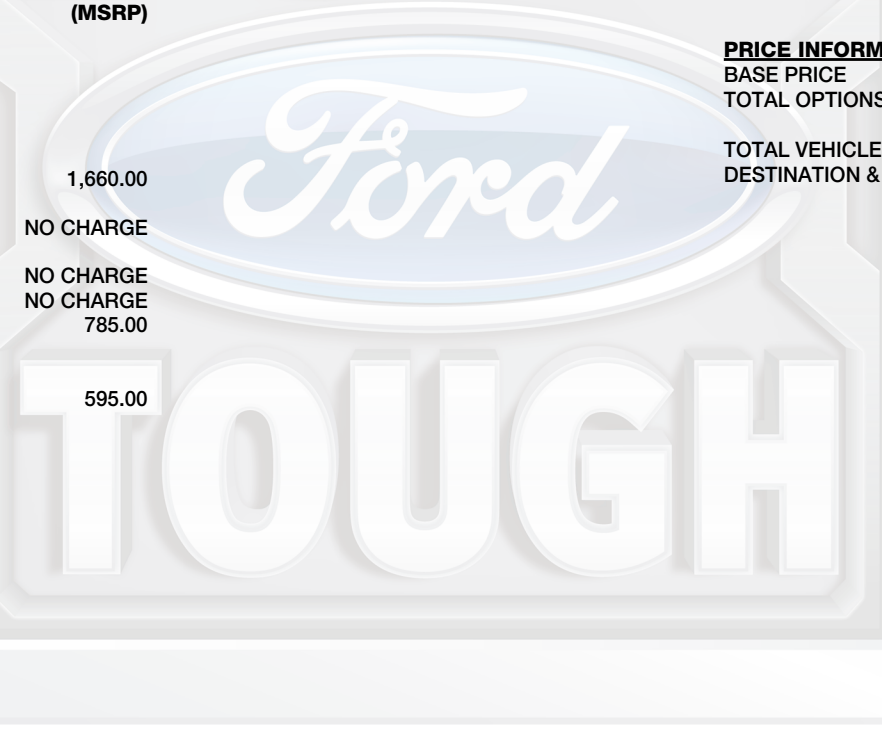 (MSRP)
1,660.00
NO CHARGE
NO CHARGE
NO CHARGE
785.00
595.00
PRICE INFORM
BASE PRICE
TOTAL OPTIONS
TOTAL VEHICLE
DESTINATION &
Ford
TOUGH